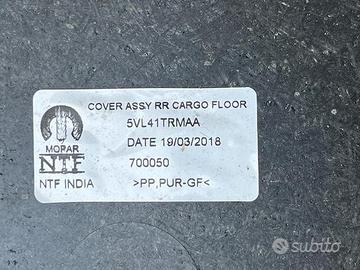 COVER ASSY RR CARGO FLOOR
5VL41TRMAA
DATE 19/03/2018
MOPAR
700050
NTF
NTF INDIA
>PP,PUR-GF<
subito